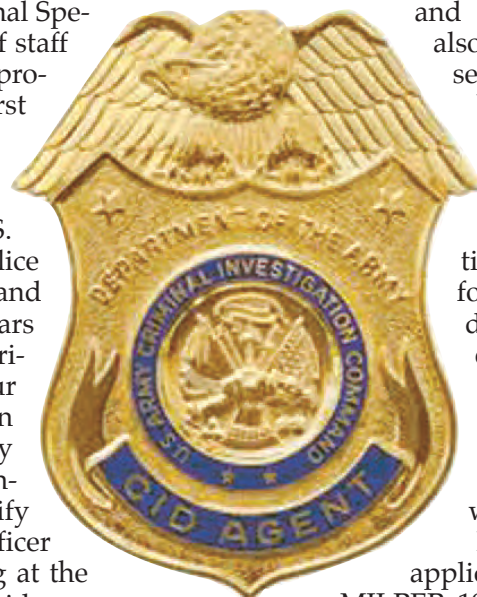 nal Spe-
f staff
pro-
rst
S.
lice
and
ars
ri-
ur
n
y
n-
ify
ficer
g at the
and
also
se
DEPARTMENT OF THE ARMY
US ARMY CRIMINAL INVESTIGATION COMMAND
CID AGENT
ti
fo
d
w
applic